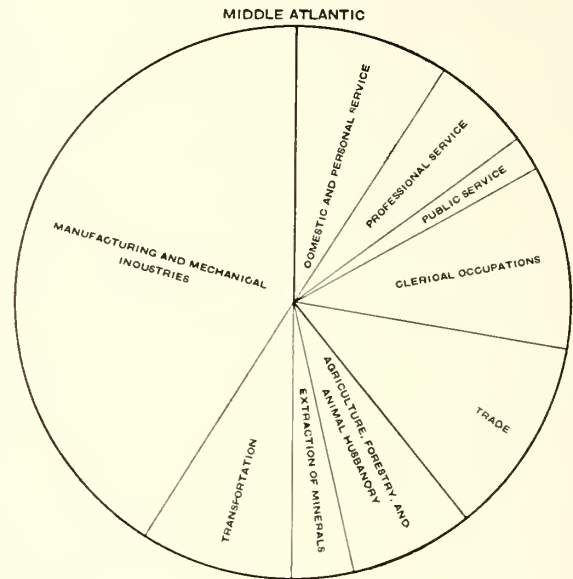 MIDDLE ATLANTIC
DOMESTIC AND PERSONAL SERVICE
PROFESSIONAL SERVICE
PUBLIC SERVICE
CLERICAL OCCUPATIONS
TRADE
AGRICULTURE, FORESTRY, AND
ANIMAL HUSBANDRY
EXTRACTION OF MINERALS
TRANSPORTATION
MANUFACTURING AND MECHANICAL
INDUSTRIES